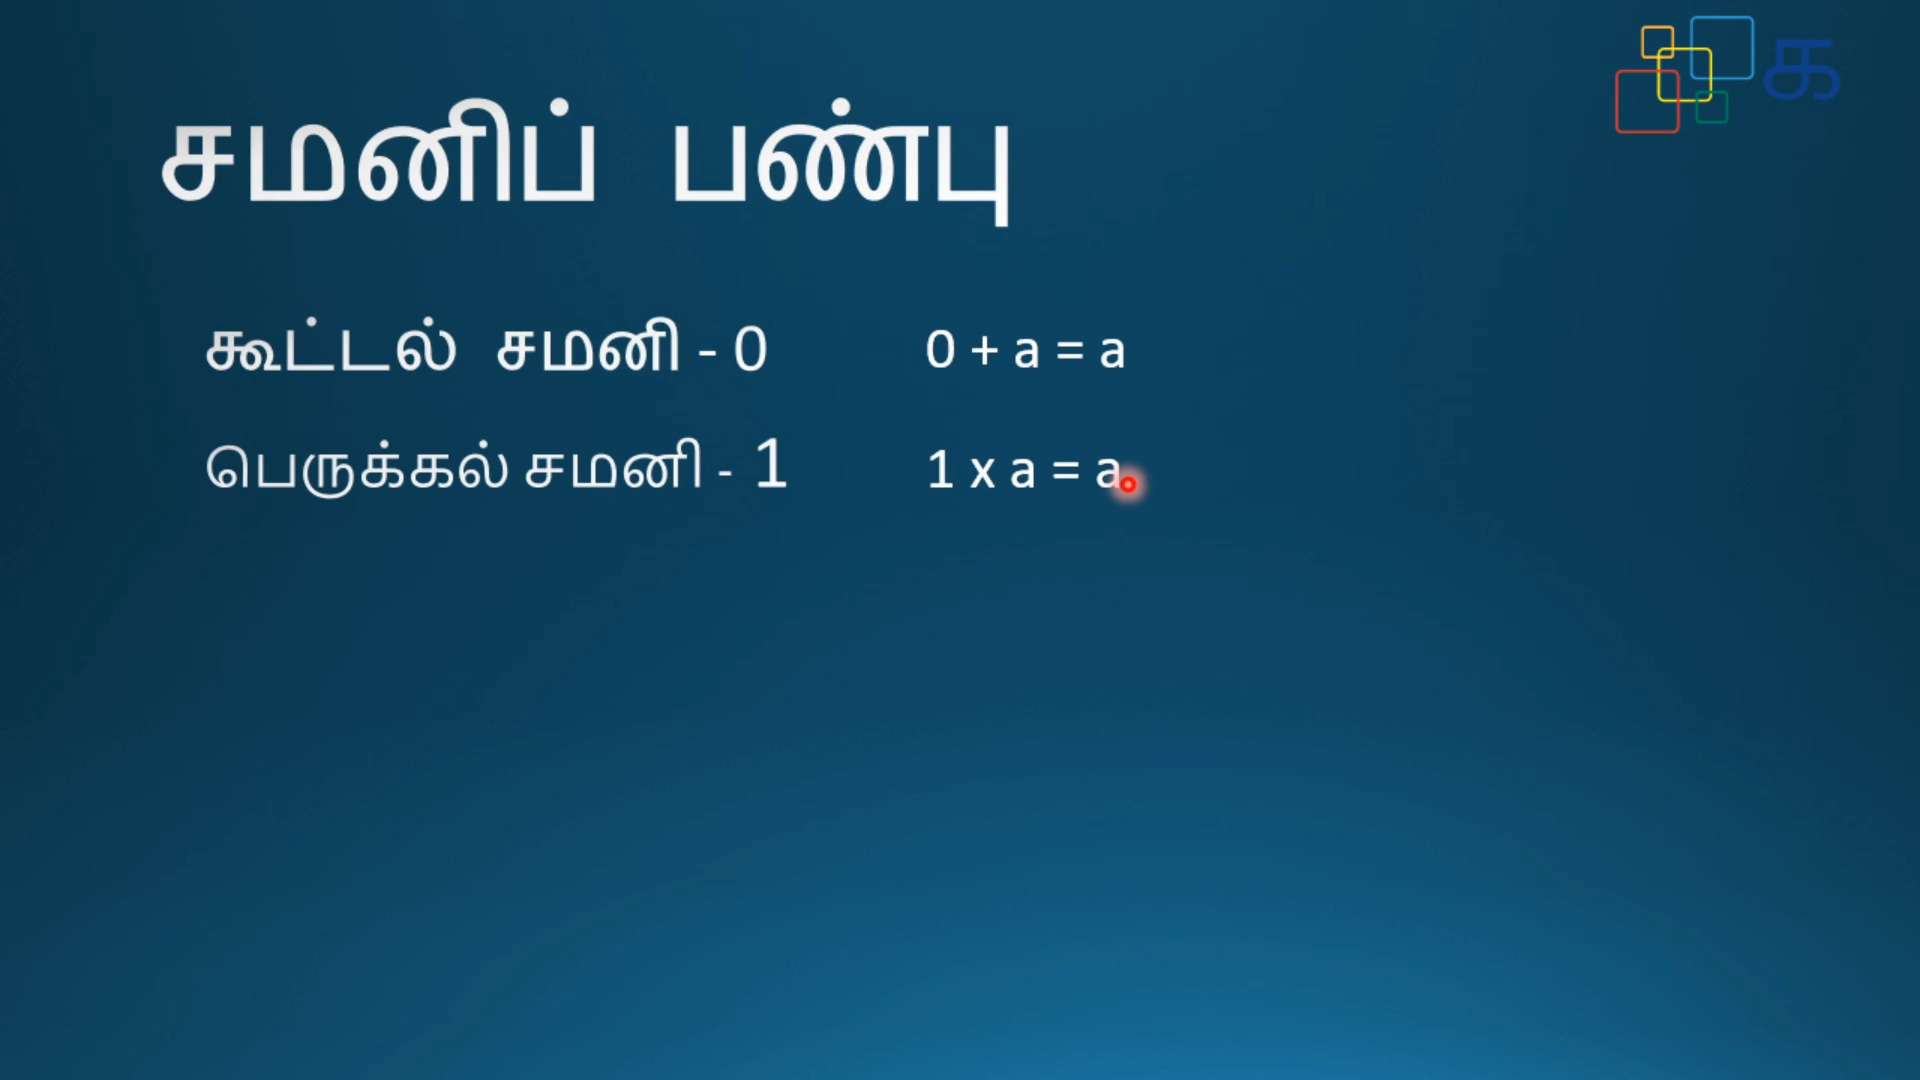 க
சமனிப் பண்பு
கூட்டல் சமனி - 0 0 + a = a
பெருக்கல் சமனி - 1 1 x a = a